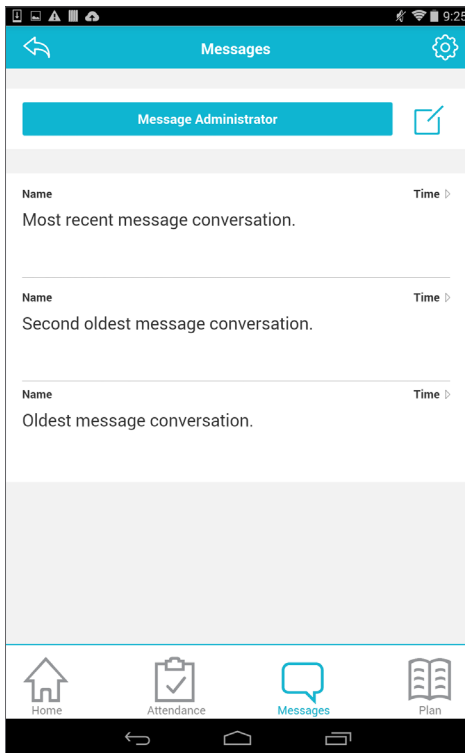 9:25
Messages
Message Administrator
Name Time
Most recent message conversation.
Name Time
Second oldest message conversation.
Name Time
Oldest message conversation.
Home Attendance Messages Plan